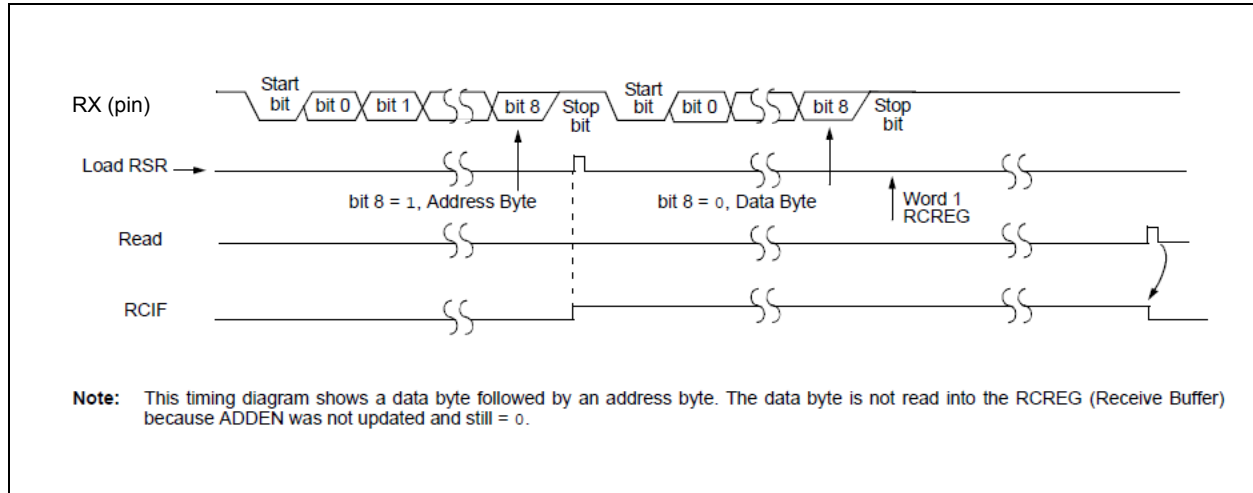 RX (pin)
Start
bit
bit 0
bit 1
bit 8
Stop
bit
Start
bit
bit 0
bit 8
Stop
bit
Load RSR
bit 8 = 1, Address Byte
bit 8 = 0, Data Byte
Word 1
RCREG
Read
RCIF
Note: This timing diagram shows a data byte followed by an address byte. The data byte is not read into the RCREG (Receive Buffer)
because ADDEN was not updated and still = 0.